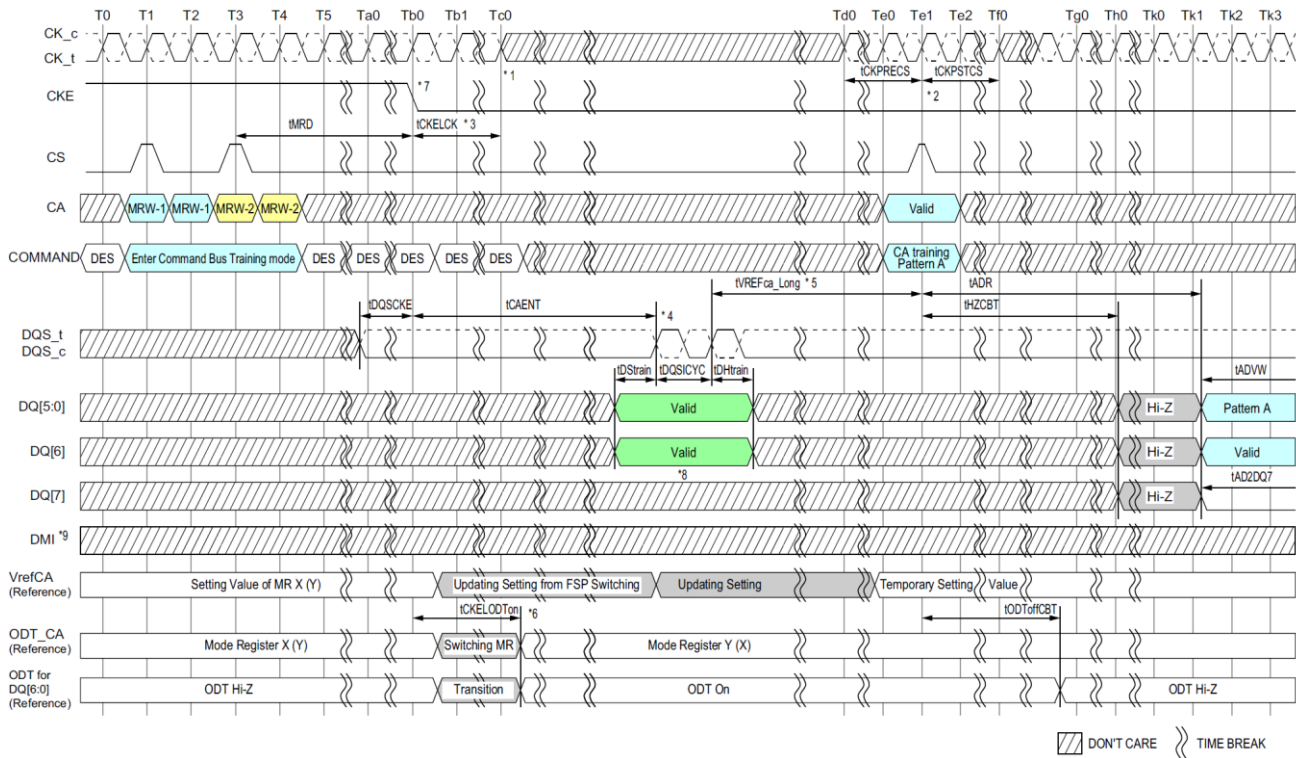 T0 T1 T2 T3 T4 T5 Ta0 Tb0 Tb1 Tc0 Td0 Te0 Te1 Te2 Tf0 Tg0 Th0 Tk0 Tk1 Tk2 Tk3
CK_c
CK_t
* 1
tCKPRECS tCKPSTCS
CKE
* 7
* 2
tMRD tCKELCK * 3
CS
CA MRW-1 MRW-1 MRW-2 MRW-2 Valid
COMMAND DES Enter Command Bus Training mode DES DES DES DES DES CA training
Pattern A
tVREFca_Long * 5 tADR
tDQSCKE tCAENT tHZCBT
* 4
DQS_t
DQS_c
tDStrain tDQSICYC tDHtrain tADVW
DQ[5:0] Valid Hi-Z Pattern A
DQ[6] Valid Hi-Z Valid
*8 tAD2DQ7
DQ[7] Hi-Z
DMI *9
VrefCA
(Reference)
Setting Value of MR X (Y) Updating Setting from FSP Switching Updating Setting Temporary Setting Value
tCKELODTon *6 tODToffCBT
ODT_CA
(Reference)
Mode Register X (Y) Switching MR Mode Register Y (X)
ODT for
DQ[6:0]
(Reference)
ODT Hi-Z Transition ODT On ODT Hi-Z
DON'T CARE TIME BREAK